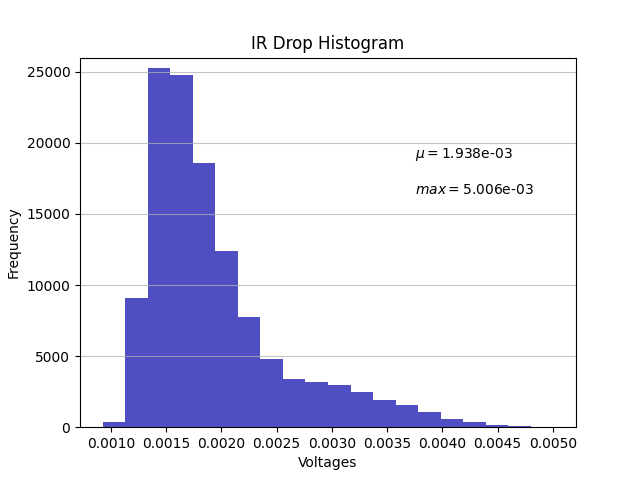 IR Drop Histogram
25000
20000
15000
10000
5000
0
Frequency
μ = 1.938e-03
max = 5.006e-03
0.0010 0.0015 0.0020 0.0025 0.0030 0.0035 0.0040 0.0045 0.0050
Voltages